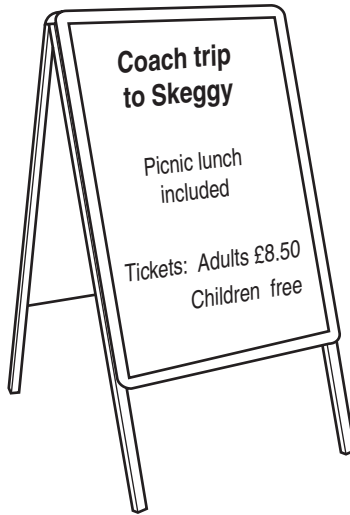 Coach trip
to Skeggy
Picnic lunch
included
Tickets: Adults £8.50
Children free